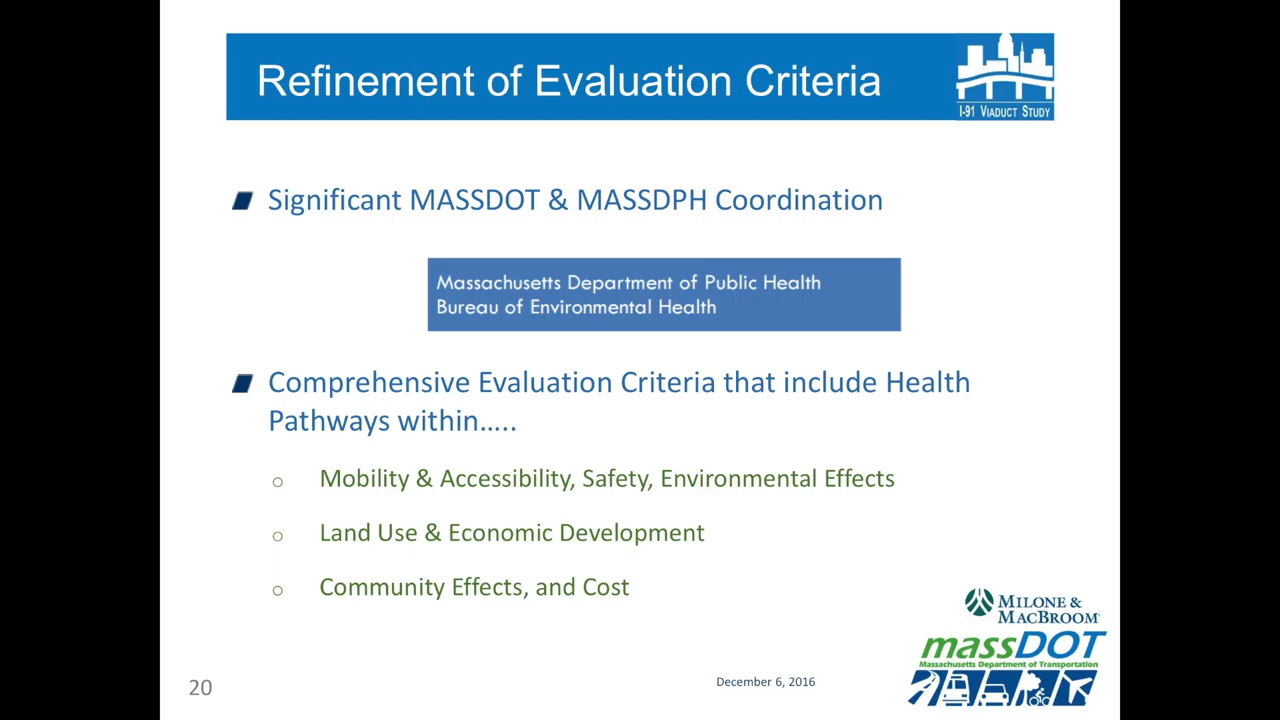 Refinement of Evaluation Criteria
I-91 VIADUCT STUDY
Significant MASSDOT & MASSDPH Coordination
Massachusetts Department of Public Health
Bureau of Environmental Health
Comprehensive Evaluation Criteria that include Health
Pathways within…..
Mobility & Accessibility, Safety, Environmental Effects
Land Use & Economic Development
Community Effects, and Cost
MILONE &
MACBROOM
massDOT
Massachusetts Department of Transportation
December 6, 2016
20